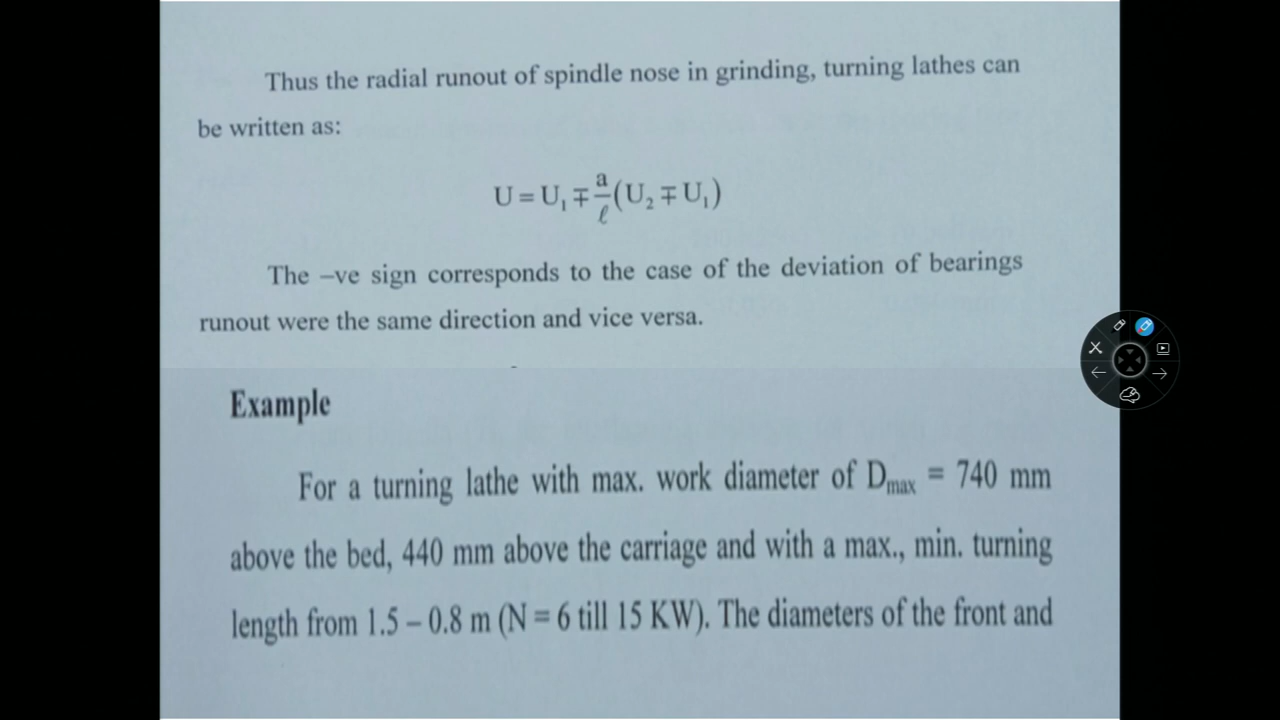 Thus the radial runout of spindle nose in grinding, turning lathes can
be written as:
U = U₁ ∓ a/ℓ (U₂ ∓ U₁)
The –ve sign corresponds to the case of the deviation of bearings
runout were the same direction and vice versa.
Example
For a turning lathe with max. work diameter of Dmax = 740 mm
above the bed, 440 mm above the carriage and with a max., min. turning
length from 1.5 – 0.8 m (N = 6 till 15 KW). The diameters of the front and